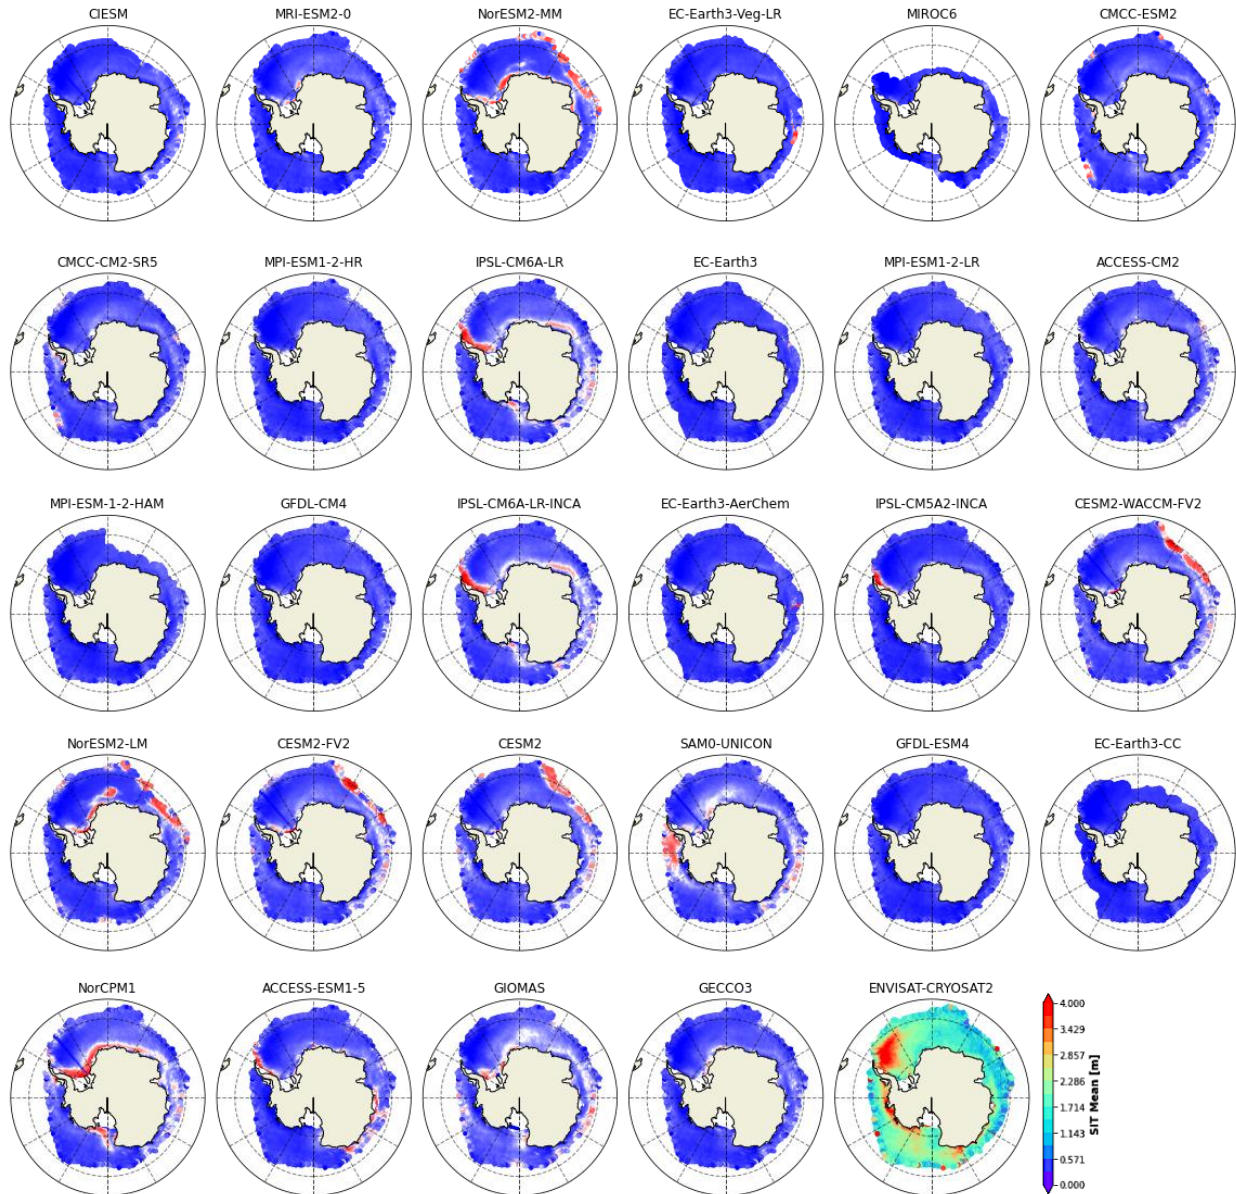 CIESM
MRI-ESM2-0
NorESM2-MM
EC-Earth3-Veg-LR
MIROC6
CMCC-ESM2
CMCC-CM2-SR5
MPI-ESM1-2-HR
IPSL-CM6A-LR
EC-Earth3
MPI-ESM1-2-LR
ACCESS-CM2
MPI-ESM-1-2-HAM
GFDL-CM4
IPSL-CM6A-LR-INCA
EC-Earth3-AerChem
IPSL-CM5A2-INCA
CESM2-WACCM-FV2
NorESM2-LM
CESM2-FV2
CESM2
SAM0-UNICON
GFDL-ESM4
EC-Earth3-CC
NorCPM1
ACCESS-ESM1-5
GIOMAS
GECCO3
ENVISAT-CRYOSAT2
4.000
3.429
2.857
2.286
1.714
1.143
0.571
0.000
SIT Mean [m]